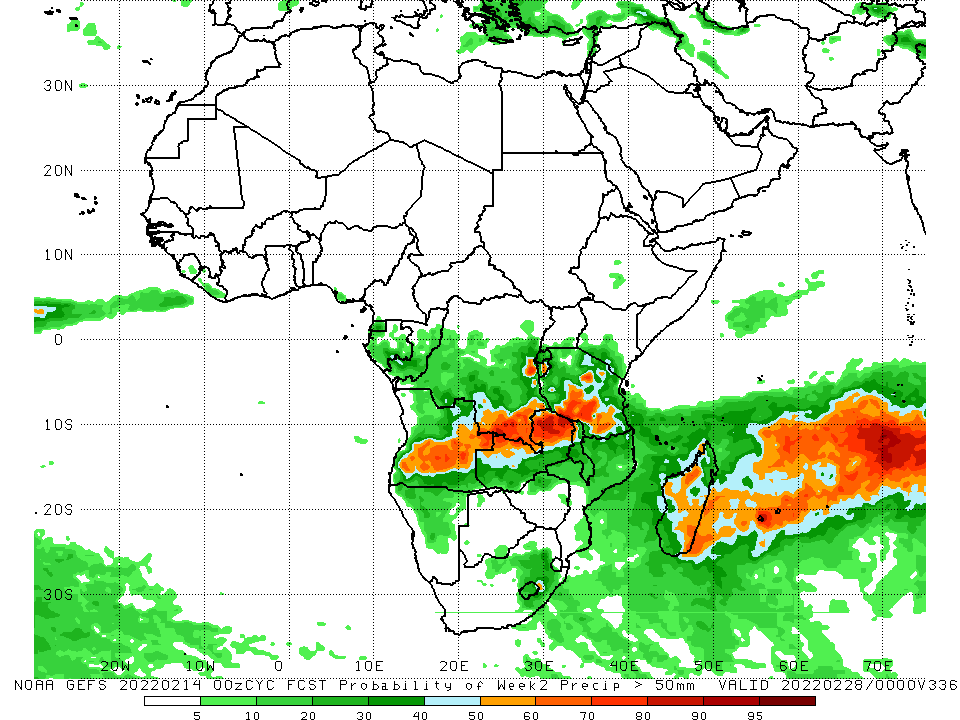 30N
20N
10N
0
10S
20S
30S
20W 10W 0 10E 20E 30E 40E 50E 60E 70E
NOAA GEFS 20220214 00zCYC FCST Probability of Week2 Precip > 50mm VALID 20220228/0000V336
5 10 20 30 40 50 60 70 80 90 95